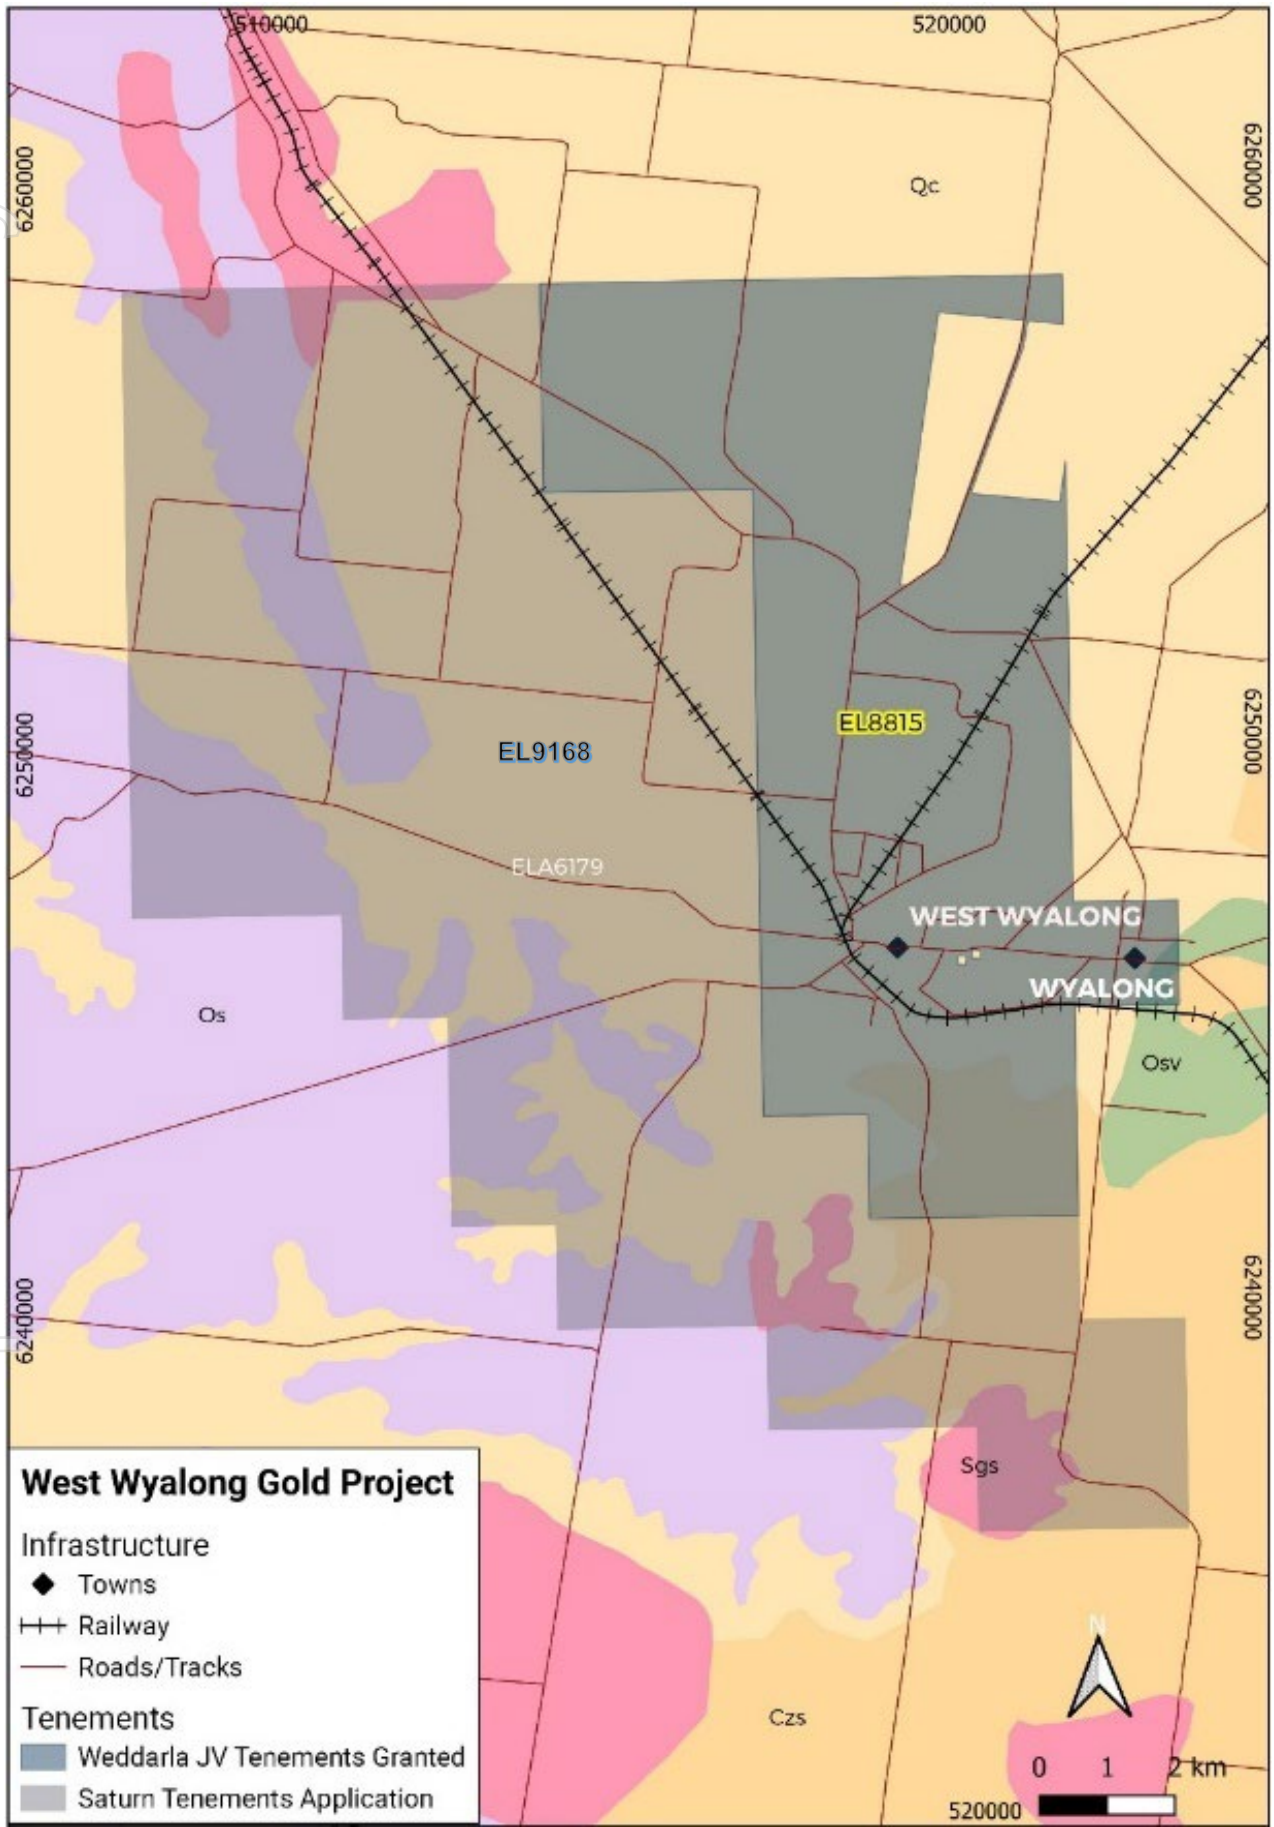 510000
520000
6260000
6260000
Qc
EL8815
6250000
6250000
EL9168
ELA6179
WEST WYALONG
WYALONG
Os
Osv
6240000
6240000
Sgs
West Wyalong Gold Project
Infrastructure
Towns
Railway
Roads/Tracks
Tenements
Weddarla JV Tenements Granted
Saturn Tenements Application
N
Czs
0 1 2 km
520000